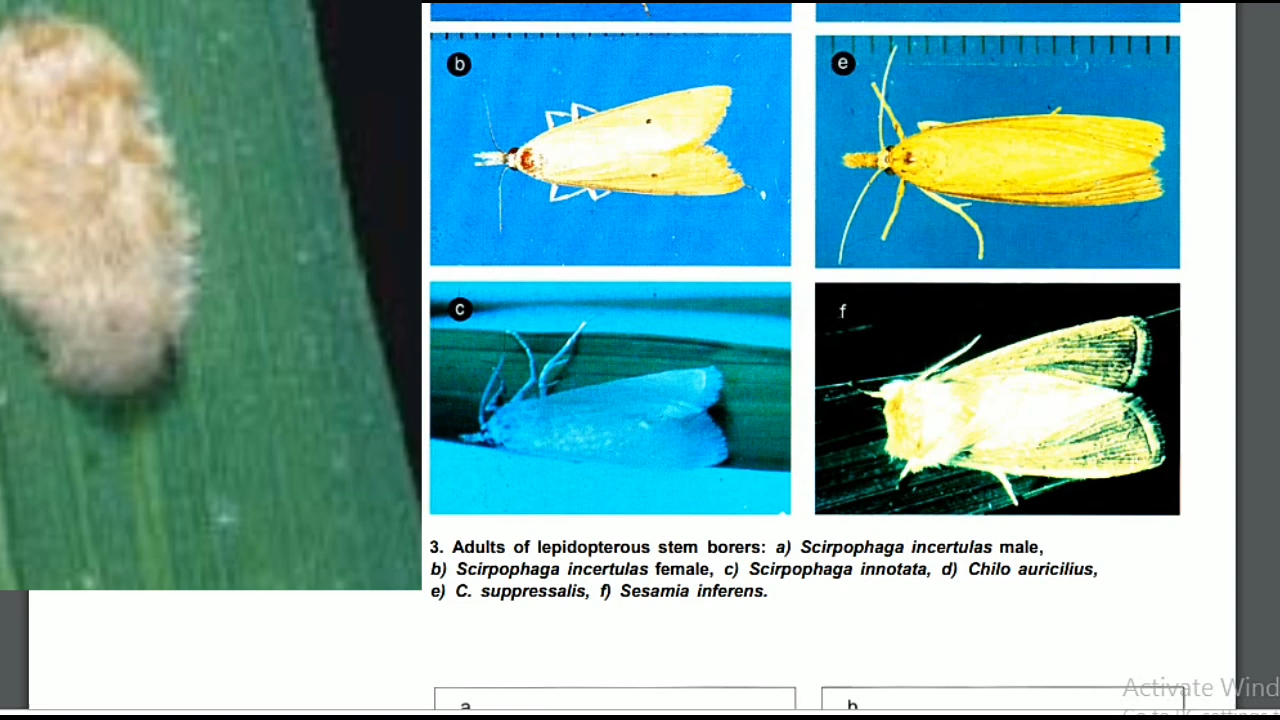 b
e
c
f
3. Adults of lepidopterous stem borers: a) Scirpophaga incertulas male,
b) Scirpophaga incertulas female, c) Scirpophaga innotata, d) Chilo auricilius,
e) C. suppressalis, f) Sesamia inferens.
Activate Wind
a
b